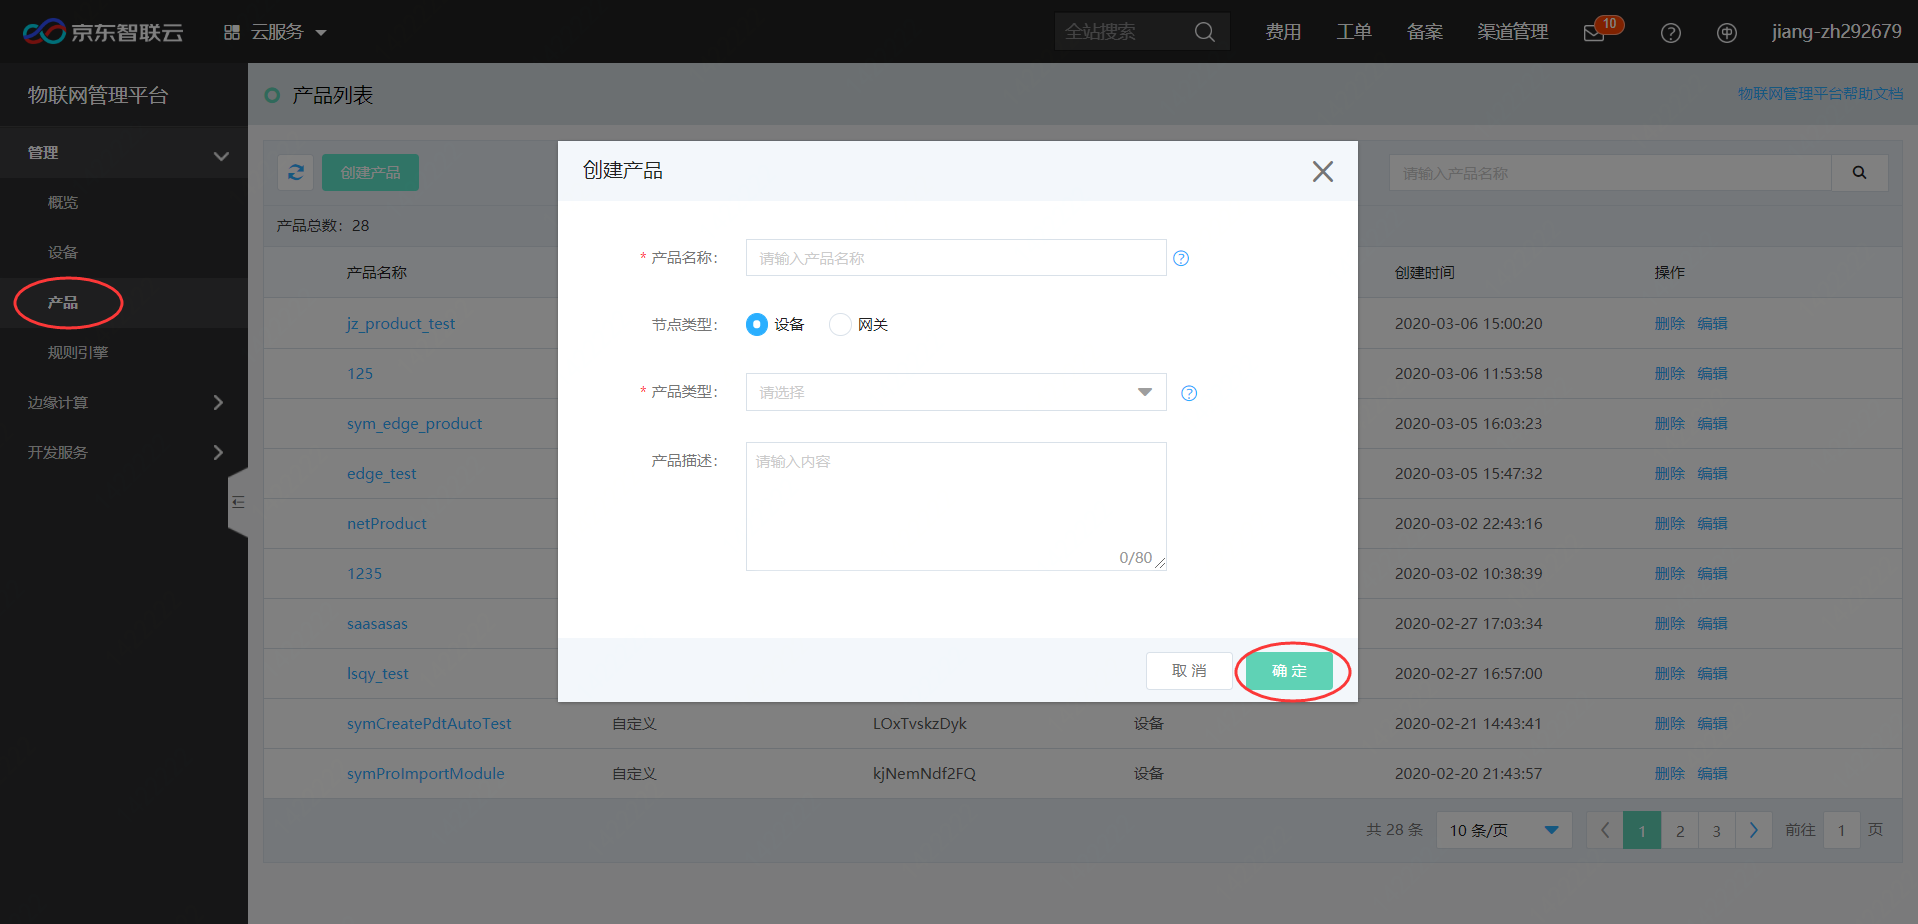 京东智联云 云服务 全站搜索 费用 工单 备案 渠道管理 10 jiang-zh292679
物联网管理平台
管理
概览
设备
产品
规则引擎
边缘计算
开发服务
产品列表 物联网管理平台帮助文档
创建产品 请输入产品名称
产品总数：28
产品名称 创建时间 操作
jz_product_test 2020-03-06 15:00:20 删除 编辑
125 2020-03-06 11:53:58 删除 编辑
sym_edge_product 2020-03-05 16:03:23 删除 编辑
edge_test 2020-03-05 15:47:32 删除 编辑
netProduct 2020-03-02 22:43:16 删除 编辑
1235 2020-03-02 10:38:39 删除 编辑
saasasas 2020-02-27 17:03:34 删除 编辑
lsqy_test 2020-02-27 16:57:00 删除 编辑
symCreatePdtAutoTest 自定义 LOxTvskzDyk 设备 2020-02-21 14:43:41 删除 编辑
symProImportModule 自定义 kjNemNdf2FQ 设备 2020-02-20 21:43:57 删除 编辑
共 28 条 10 条/页 1 2 3 前往 1 页
创建产品
* 产品名称： 请输入产品名称
节点类型： 设备 网关
* 产品类型： 请选择
产品描述： 请输入内容
0/80
取消 确定